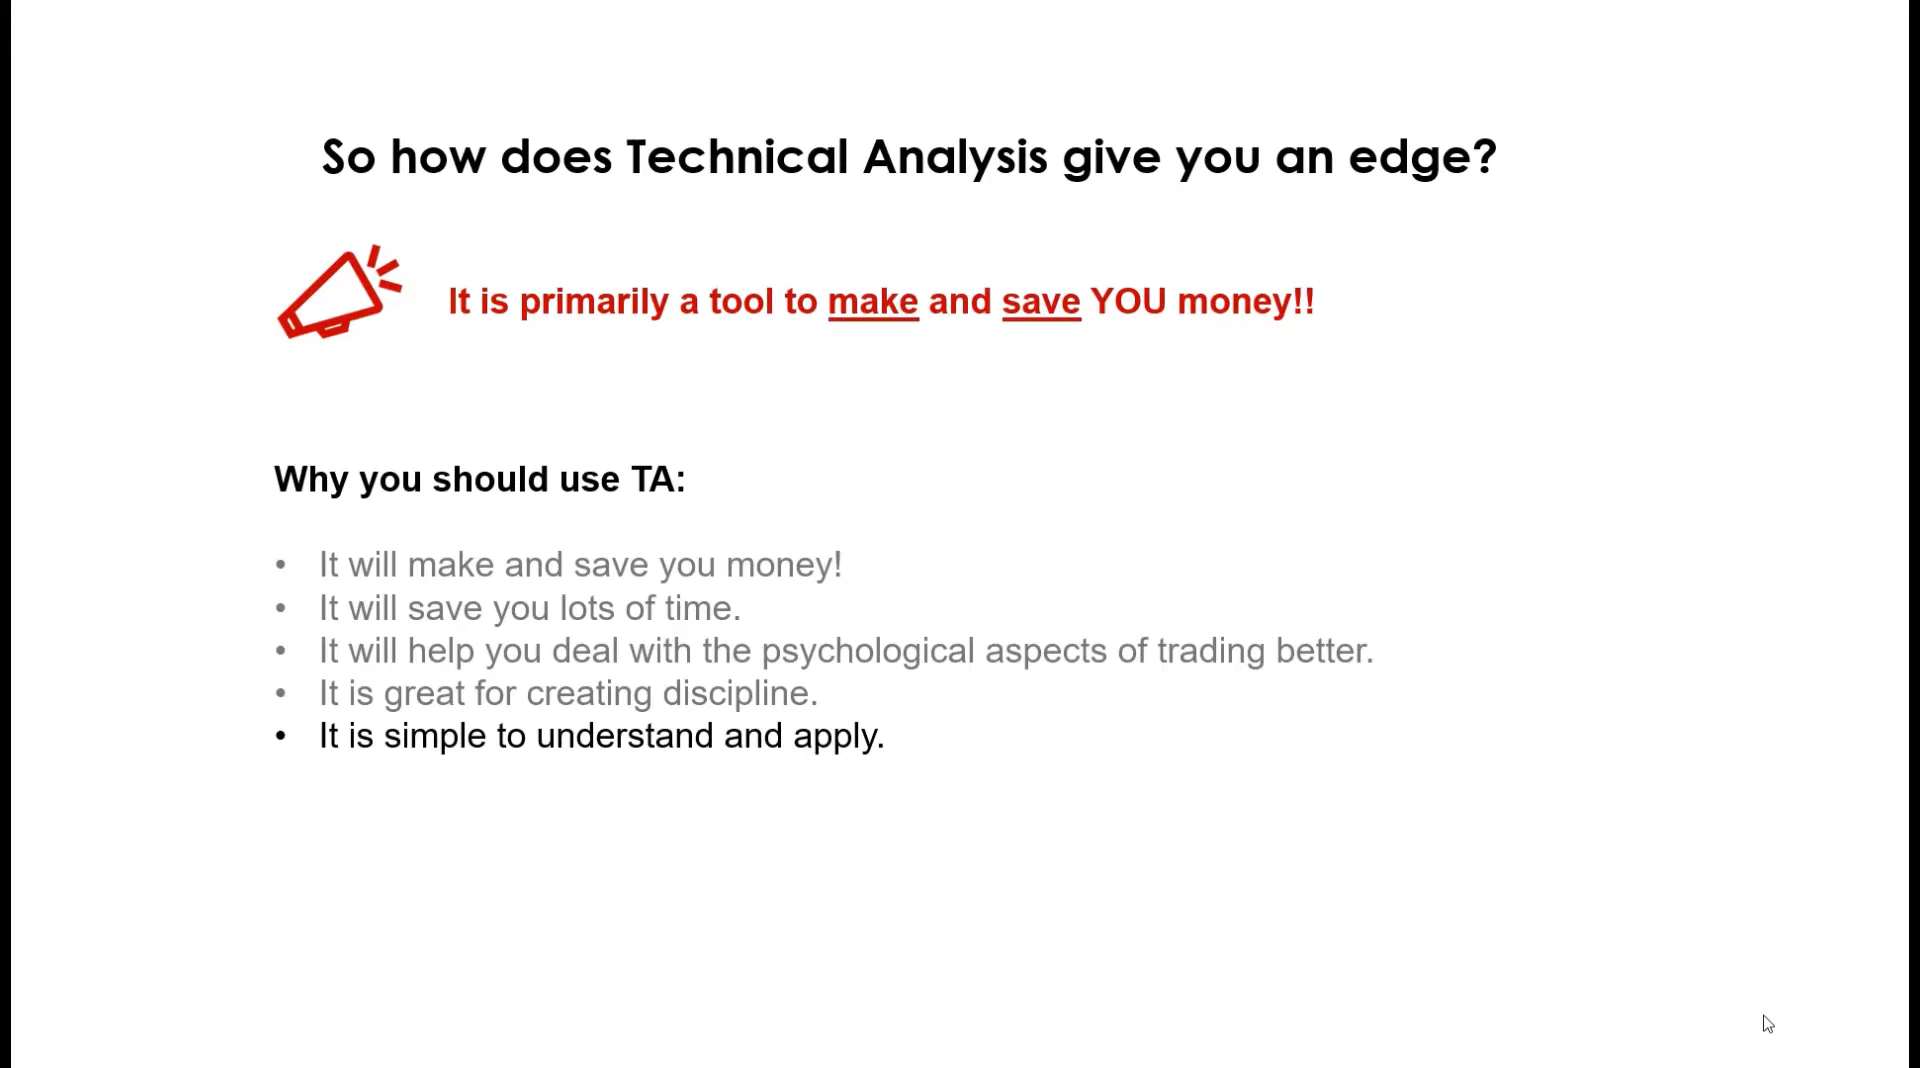 So how does Technical Analysis give you an edge?
It is primarily a tool to make and save YOU money!!
Why you should use TA:
• It will make and save you money!
• It will save you lots of time.
• It will help you deal with the psychological aspects of trading better.
• It is great for creating discipline.
• It is simple to understand and apply.